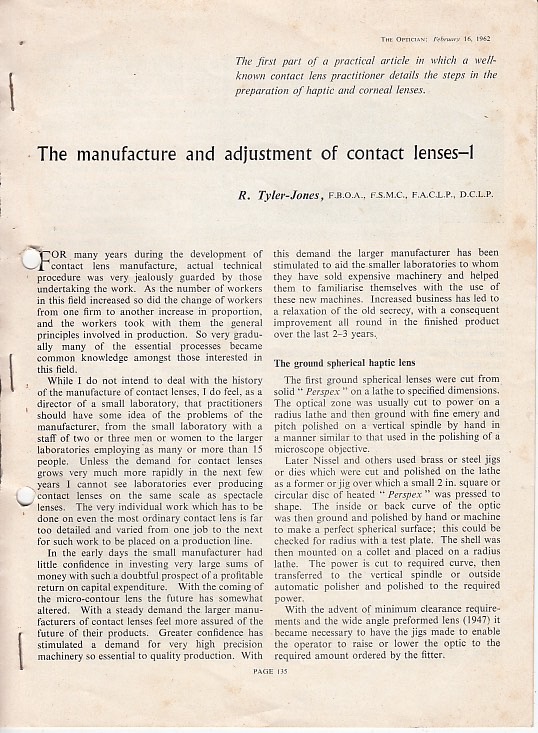 THE OPTICIAN: February 16, 1962
The first part of a practical article in which a well-
known contact lens practitioner details the steps in the
preparation of haptic and corneal lenses.
The manufacture and adjustment of contact lenses—1
R. Tyler-Jones, F.B.O.A., F.S.M.C., F.A.C.L.P., D.C.L.P.
FOR many years during the development of
contact lens manufacture, actual technical
procedure was very jealously guarded by those
undertaking the work. As the number of workers
in this field increased so did the change of workers
from one firm to another increase in proportion,
and the workers took with them the general
principles involved in production. So very gradu-
ally many of the essential processes became
common knowledge amongst those interested in
this field.
While I do not intend to deal with the history
of the manufacture of contact lenses, I do feel, as a
director of a small laboratory, that practitioners
should have some idea of the problems of the
manufacturer, from the small laboratory with a
staff of two or three men or women to the larger
laboratories employing as many or more than 15
people. Unless the demand for contact lenses
grows very much more rapidly in the next few
years I cannot see laboratories ever producing
contact lenses on the same scale as spectacle
lenses. The very individual work which has to be
done on even the most ordinary contact lens is far
too detailed and varied from one job to the next
for such work to be placed on a production line.
In the early days the small manufacturer had
little confidence in investing very large sums of
money with such a doubtful prospect of a profitable
return on capital expenditure. With the coming of
the micro-contour lens the future has somewhat
altered. With a steady demand the larger manu-
facturers of contact lenses feel more assured of the
future of their products. Greater confidence has
stimulated a demand for very high precision
machinery so essential to quality production. With
this demand the larger manufacturer has been
stimulated to aid the smaller laboratories to whom
they have sold expensive machinery and helped
them to familiarise themselves with the use of
these new machines. Increased business has led to
a relaxation of the old secrecy, with a consequent
improvement all round in the finished product
over the last 2-3 years.
The ground spherical haptic lens
The first ground spherical lenses were cut from
solid "Perspex" on a lathe to specified dimensions.
The optical zone was usually cut to power on a
radius lathe and then ground with fine emery and
pitch polished on a vertical spindle by hand in
a manner similar to that used in the polishing of a
microscope objective.
Later Nissel and others used brass or steel jigs
or dies which were cut and polished on the lathe
as a former or jig over which a small 2 in. square or
circular disc of heated "Perspex" was pressed to
shape. The inside or back curve of the optic
was then ground and polished by hand or machine
to make a perfect spherical surface; this could be
checked for radius with a test plate. The shell was
then mounted on a collet and placed on a radius
lathe. The power is cut to required curve, then
transferred to the vertical spindle or outside
automatic polisher and polished to the required
power.
With the advent of minimum clearance require-
ments and the wide angle preformed lens (1947) it
became necessary to have the jigs made to enable
the operator to raise or lower the optic to the
required amount ordered by the fitter.
PAGE 135